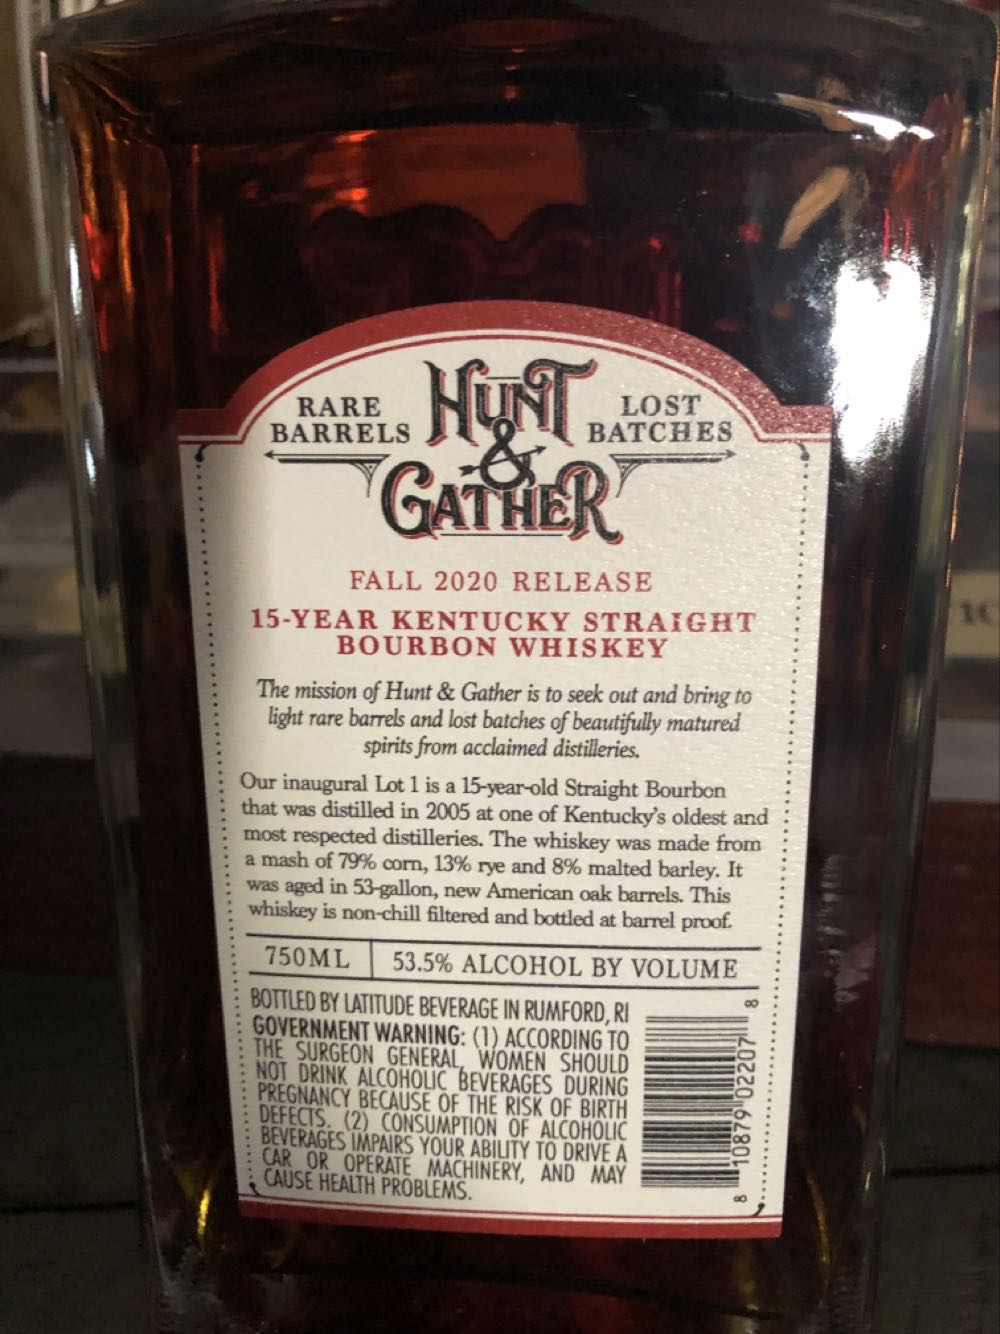 RARE BARRELS
HUNT & GATHER
LOST BATCHES
FALL 2020 RELEASE
15-YEAR KENTUCKY STRAIGHT
BOURBON WHISKEY
The mission of Hunt & Gather is to seek out and bring to
light rare barrels and lost batches of beautifully matured
spirits from acclaimed distilleries.
Our inaugural Lot 1 is a 15-year-old Straight Bourbon
that was distilled in 2005 at one of Kentucky's oldest and
most respected distilleries. The whiskey was made from
a mash of 79% corn, 13% rye and 8% malted barley. It
was aged in 53-gallon, new American oak barrels. This
whiskey is non-chill filtered and bottled at barrel proof.
750ML 53.5% ALCOHOL BY VOLUME
BOTTLED BY LATITUDE BEVERAGE IN RUMFORD, RI
GOVERNMENT WARNING: (1) ACCORDING TO
THE SURGEON GENERAL, WOMEN SHOULD
NOT DRINK ALCOHOLIC BEVERAGES DURING
PREGNANCY BECAUSE OF THE RISK OF BIRTH
DEFECTS. (2) CONSUMPTION OF ALCOHOLIC
BEVERAGES IMPAIRS YOUR ABILITY TO DRIVE A
CAR OR OPERATE MACHINERY, AND MAY
CAUSE HEALTH PROBLEMS.
8 10879 02207 8